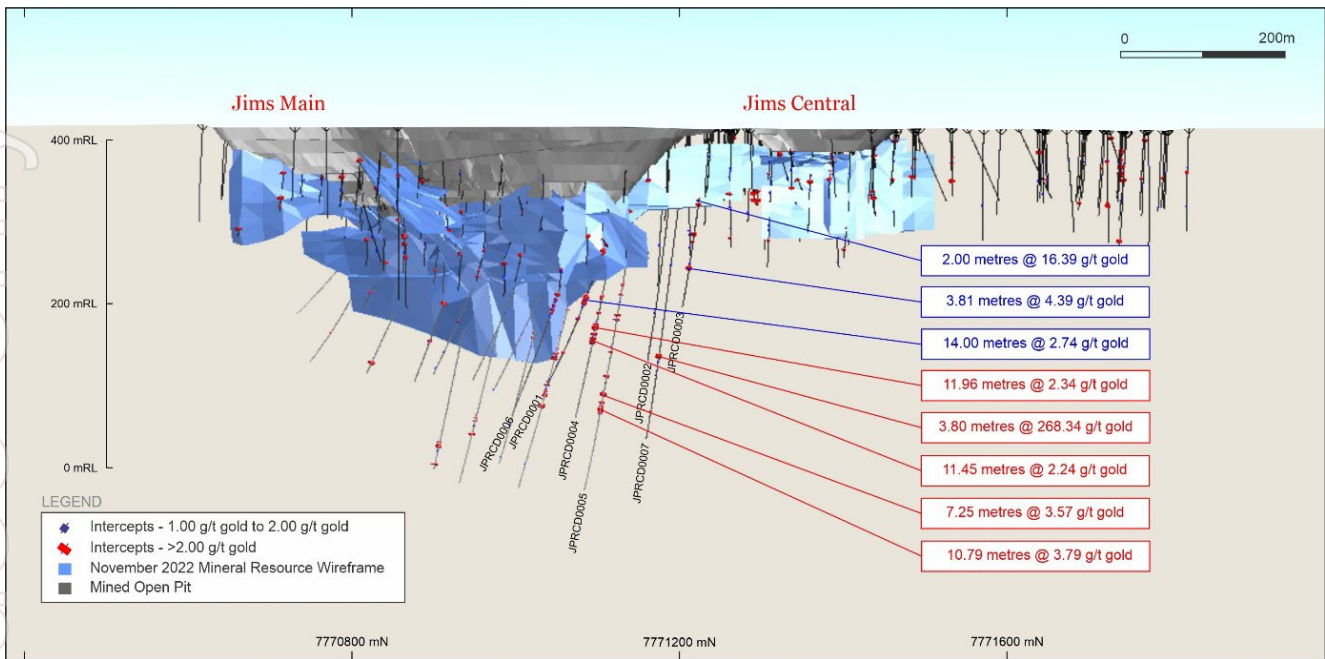 0 200m
Jims Main
Jims Central
400 mRL
200 mRL
0 mRL
2.00 metres @ 16.39 g/t gold
3.81 metres @ 4.39 g/t gold
14.00 metres @ 2.74 g/t gold
11.96 metres @ 2.34 g/t gold
3.80 metres @ 268.34 g/t gold
11.45 metres @ 2.24 g/t gold
7.25 metres @ 3.57 g/t gold
10.79 metres @ 3.79 g/t gold
JPRCD0006
JPRCD0001
JPRCD0004
JPRCD0005
JPRCD0002
JPRCD0007
JPRCD0003
LEGEND
Intercepts - 1.00 g/t gold to 2.00 g/t gold
Intercepts - >2.00 g/t gold
November 2022 Mineral Resource Wireframe
Mined Open Pit
7770800 mN
7771200 mN
7771600 mN